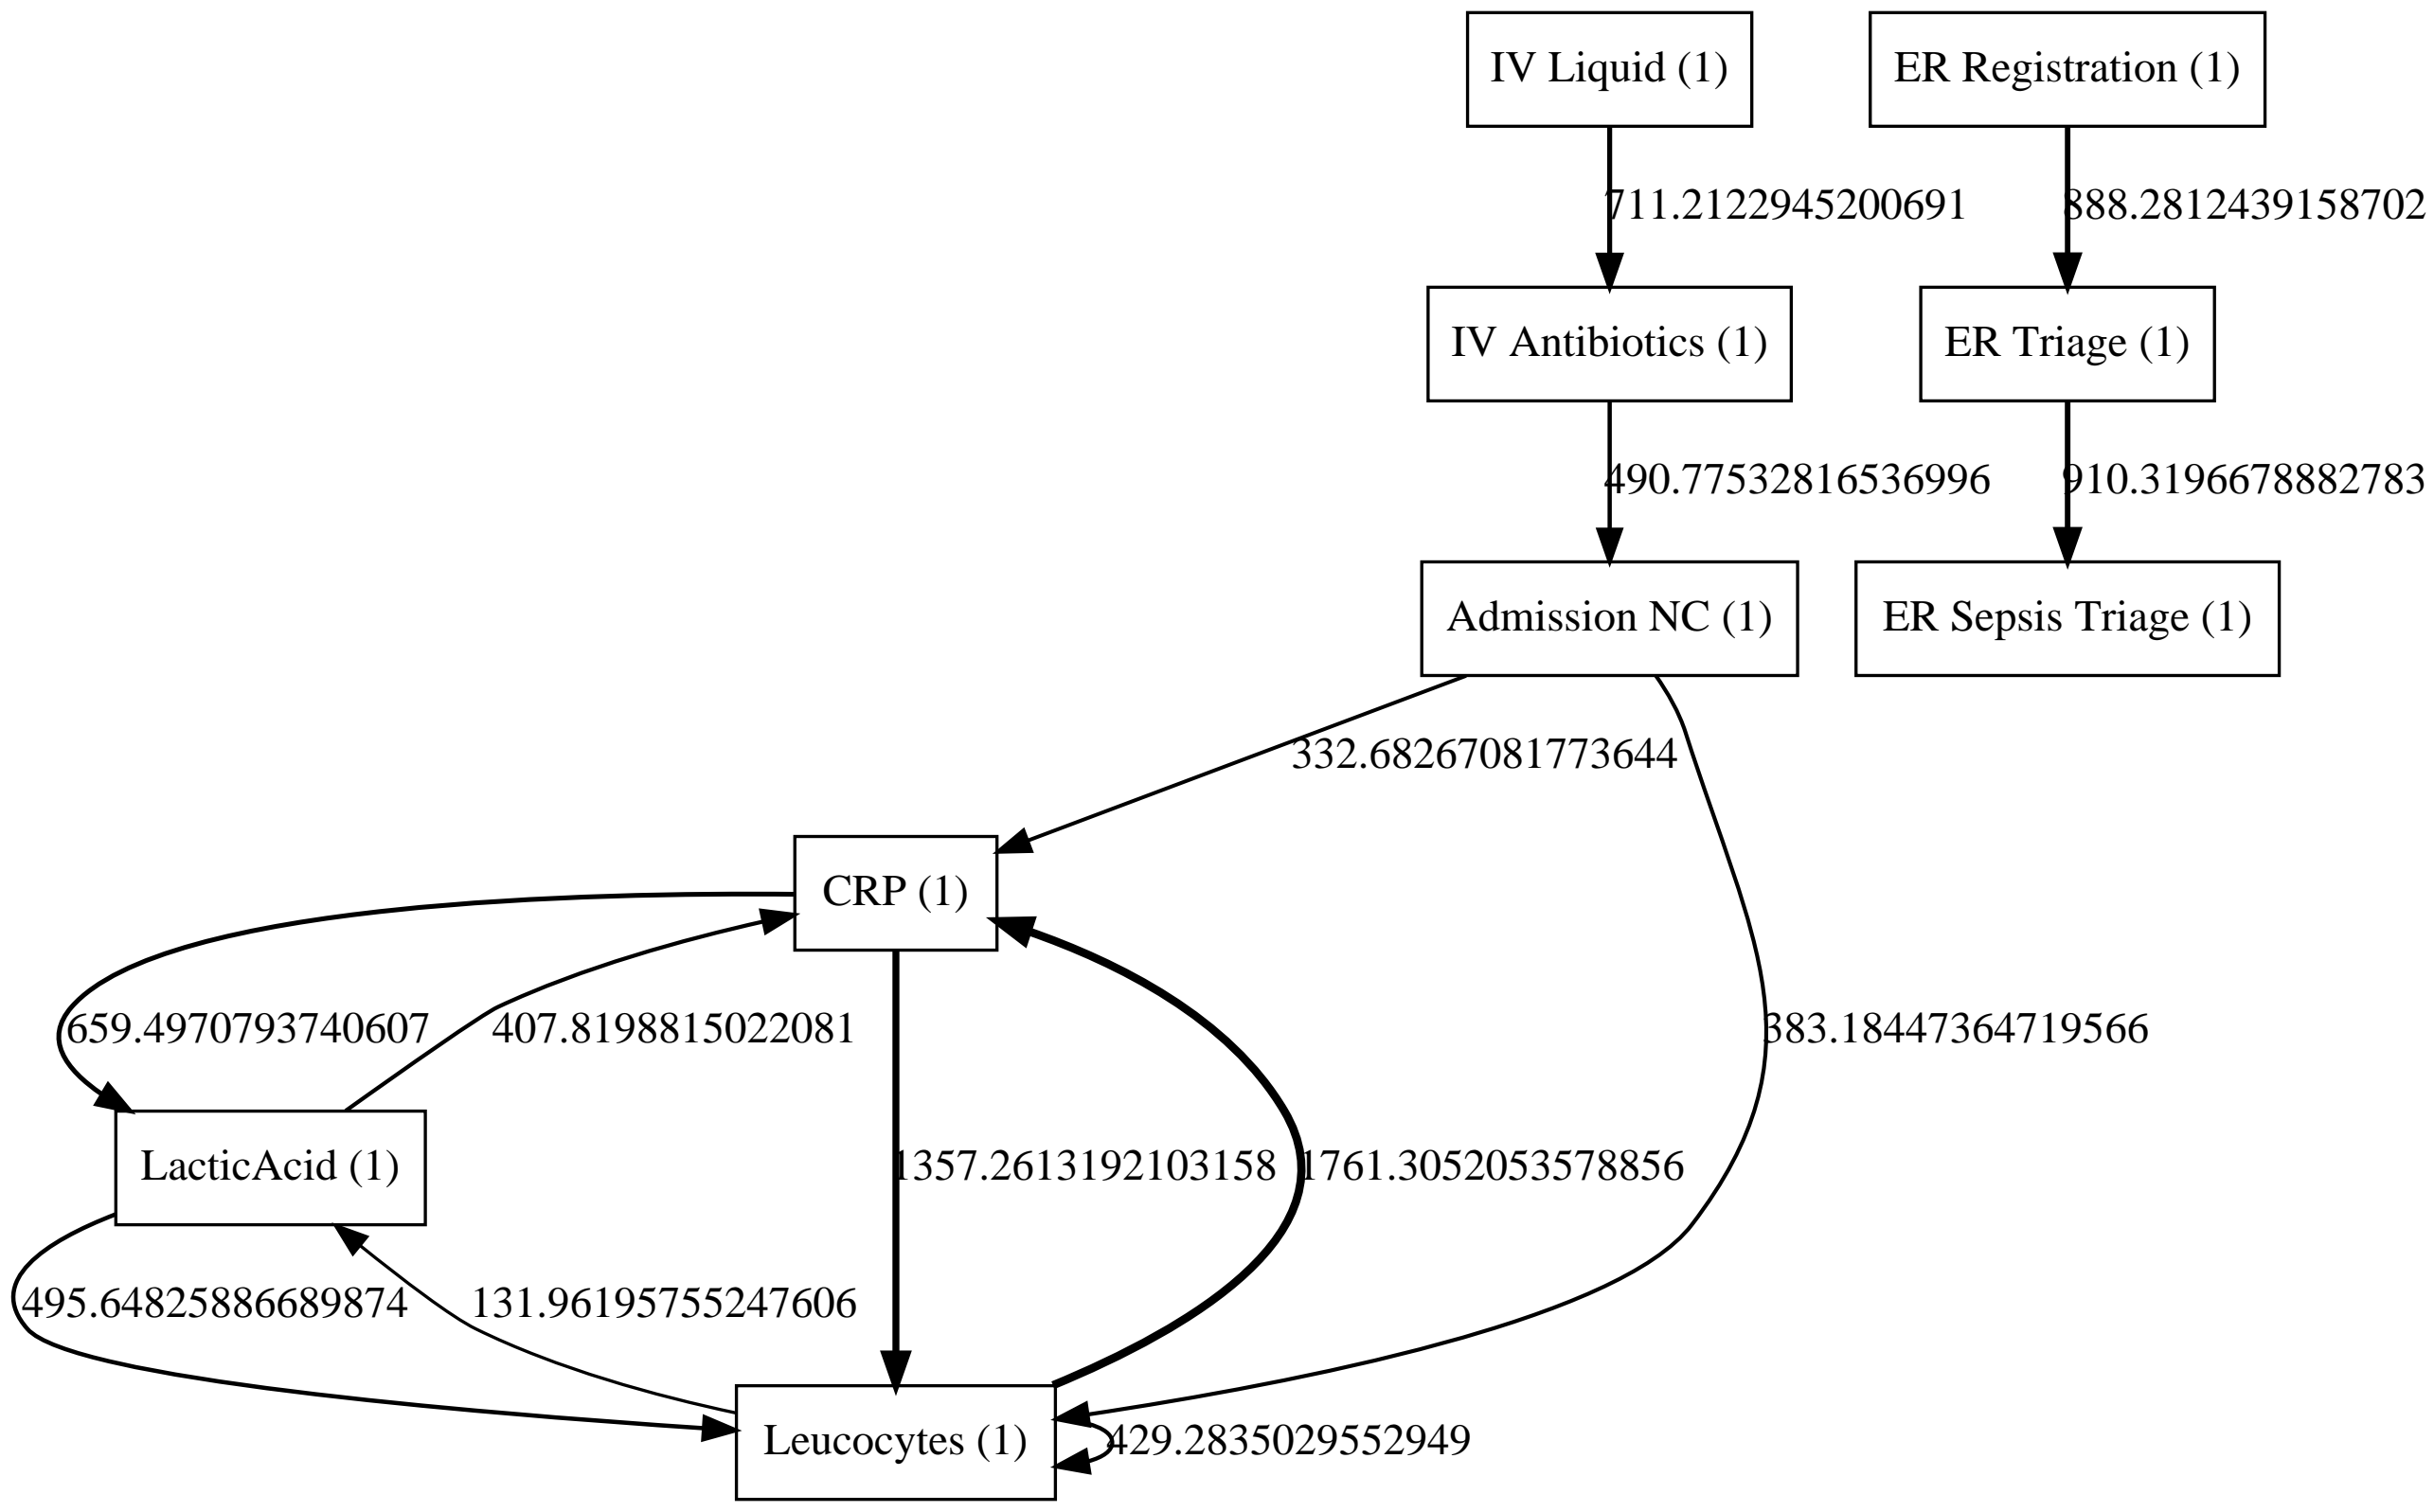 IV Liquid (1)
ER Registration (1)
711.2122945200691
888.2812439158702
IV Antibiotics (1)
ER Triage (1)
490.77532816536996
910.3196678882783
Admission NC (1)
ER Sepsis Triage (1)
332.68267081773644
CRP (1)
659.4970793740607
407.8198815022081
383.18447364719566
LacticAcid (1)
1357.2613192103158
1761.3052053578856
495.64825886689874
131.96195755247606
Leucocytes (1)
429.2835029552949